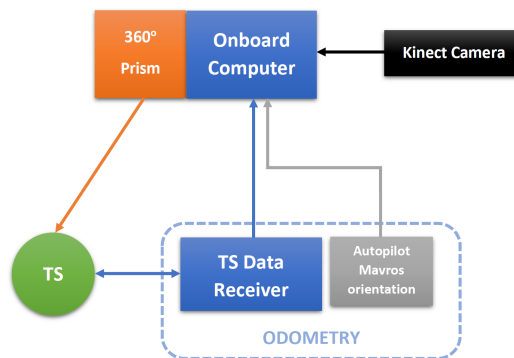 360°
Prism
Onboard
Computer
Kinect Camera
TS
TS Data
Receiver
Autopilot
Mavros
orientation
ODOMETRY